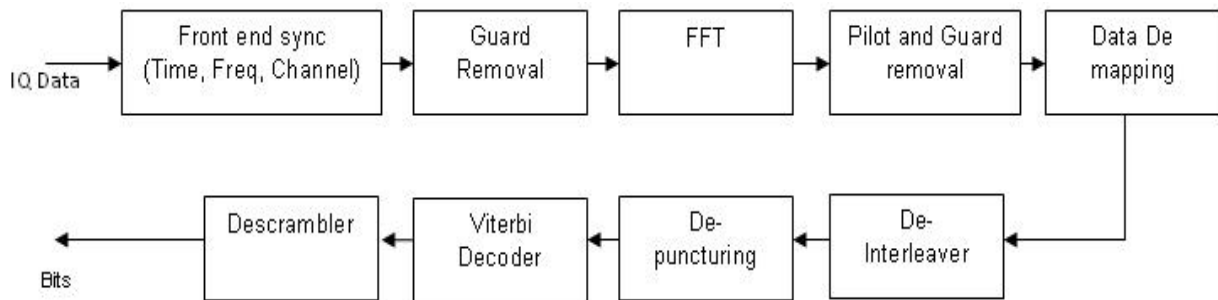 IQ Data
Front end sync
(Time, Freq, Channel)
Guard
Removal
FFT
Pilot and Guard
removal
Data De
mapping
De-
Interleaver
De-
puncturing
Viterbi
Decoder
Descrambler
Bits